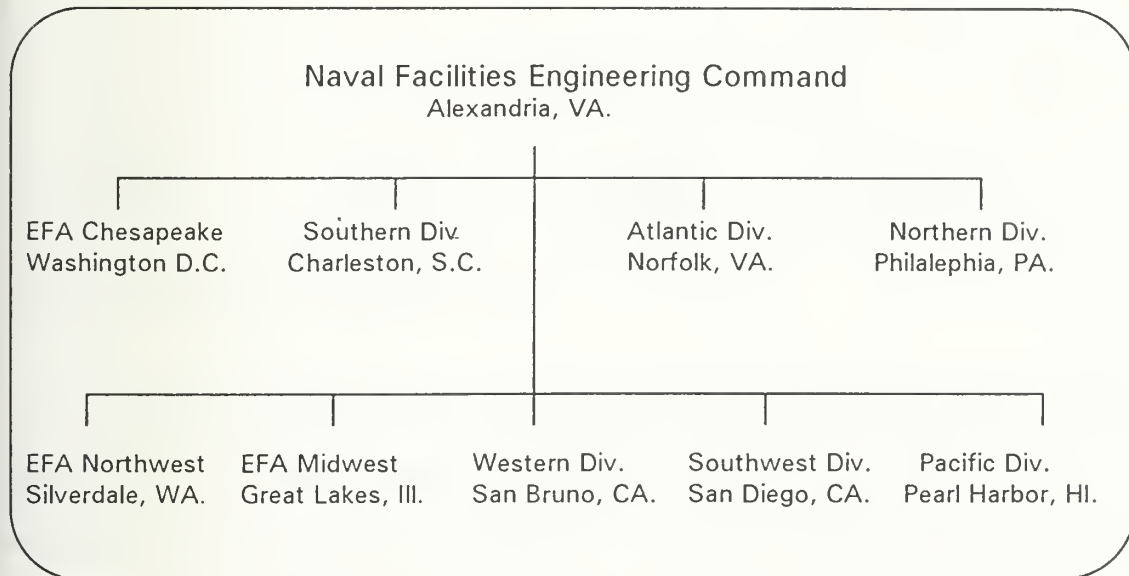 Naval Facilities Engineering Command
Alexandria, VA.
EFA Chesapeake
Washington D.C.
Southern Div.
Charleston, S.C.
Atlantic Div.
Norfolk, VA.
Northern Div.
Philalephia, PA.
EFA Northwest
Silverdale, WA.
EFA Midwest
Great Lakes, Ill.
Western Div.
San Bruno, CA.
Southwest Div.
San Diego, CA.
Pacific Div.
Pearl Harbor, HI.